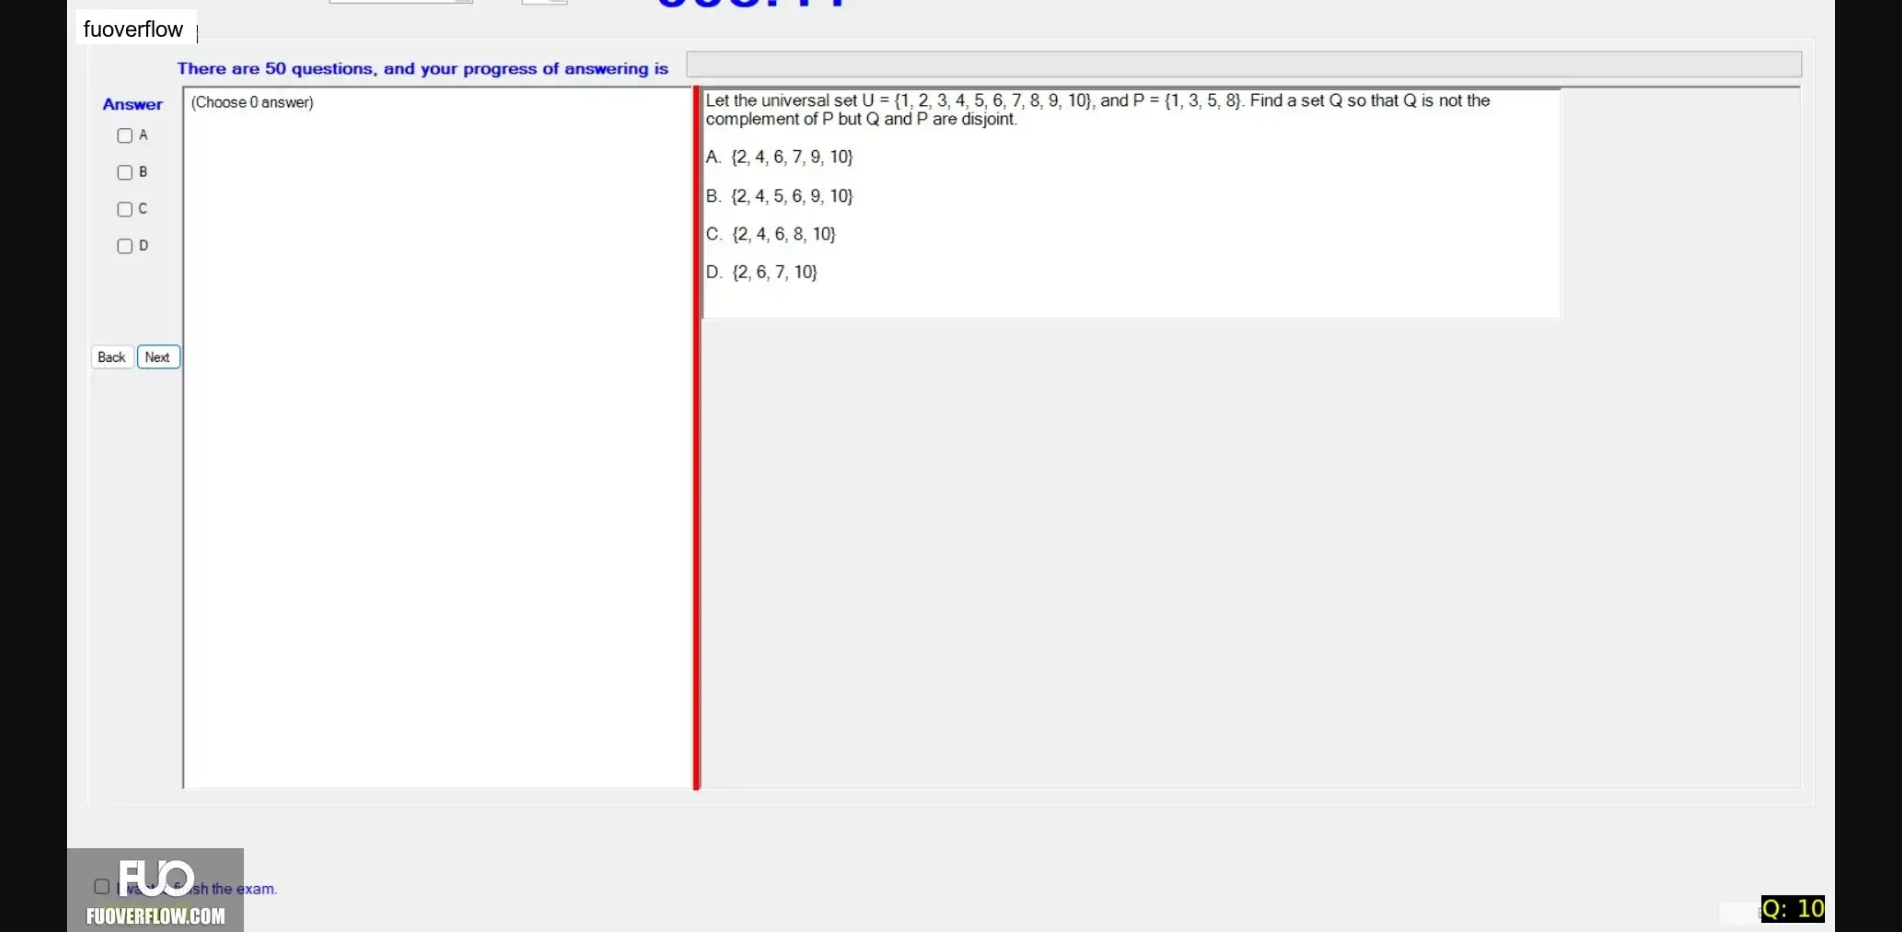 fuoverflow
There are 50 questions, and your progress of answering is
Answer
(Choose 0 answer)
A
B
C
D
Back Next
Let the universal set U = {1, 2, 3, 4, 5, 6, 7, 8, 9, 10}, and P = {1, 3, 5, 8}. Find a set Q so that Q is not the
complement of P but Q and P are disjoint.
A. {2, 4, 6, 7, 9, 10}
B. {2, 4, 5, 6, 9, 10}
C. {2, 4, 6, 8, 10}
D. {2, 6, 7, 10}
FUO
the exam.
FUOVERFLOW.COM
Q: 10